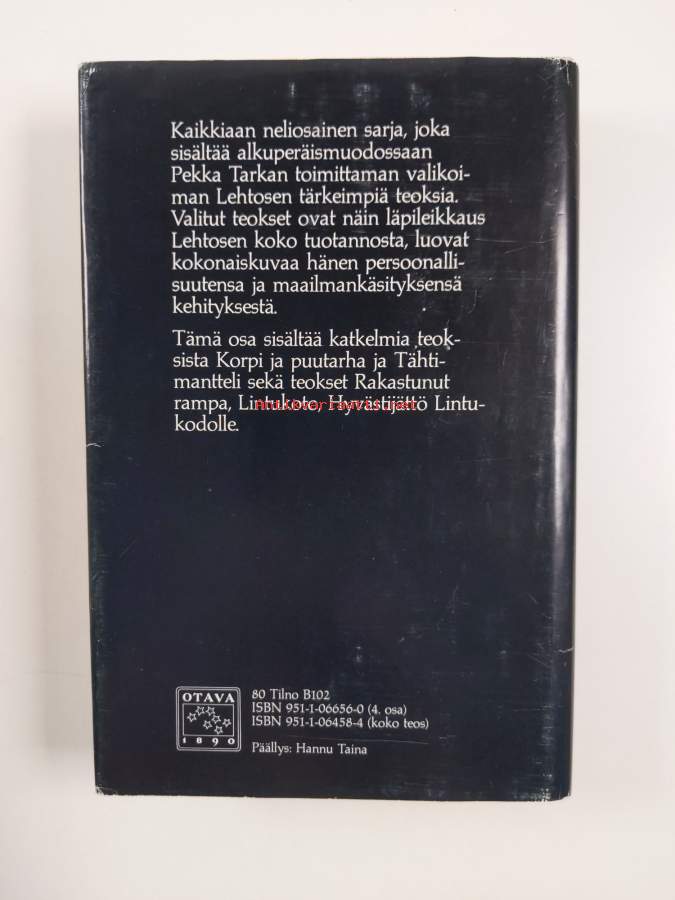 Kaikkiaan neliosainen sarja, joka
sisältää alkuperäismuodossaan
Pekka Tarkan toimittaman valikoi-
man Lehtosen tärkeimpiä teoksia.
Valitut teokset ovat näin läpileikkaus
Lehtosen koko tuotannosta, luovat
kokonaiskuvaa hänen persoonalli-
suutensa ja maailmankäsityksensä
kehityksestä.
Tämä osa sisältää katkelmia teok-
sista Korpi ja puutarha ja Tähti-
mantteli sekä teokset Rakastunut
rampa, Lintukoto, Hyvästijättö Lintu-
kodolle.
OTAVA
1890
80 Tilno B102
ISBN 951-1-06656-0 (4. osa)
ISBN 951-1-06458-4 (koko teos)
Päällys: Hannu Taina